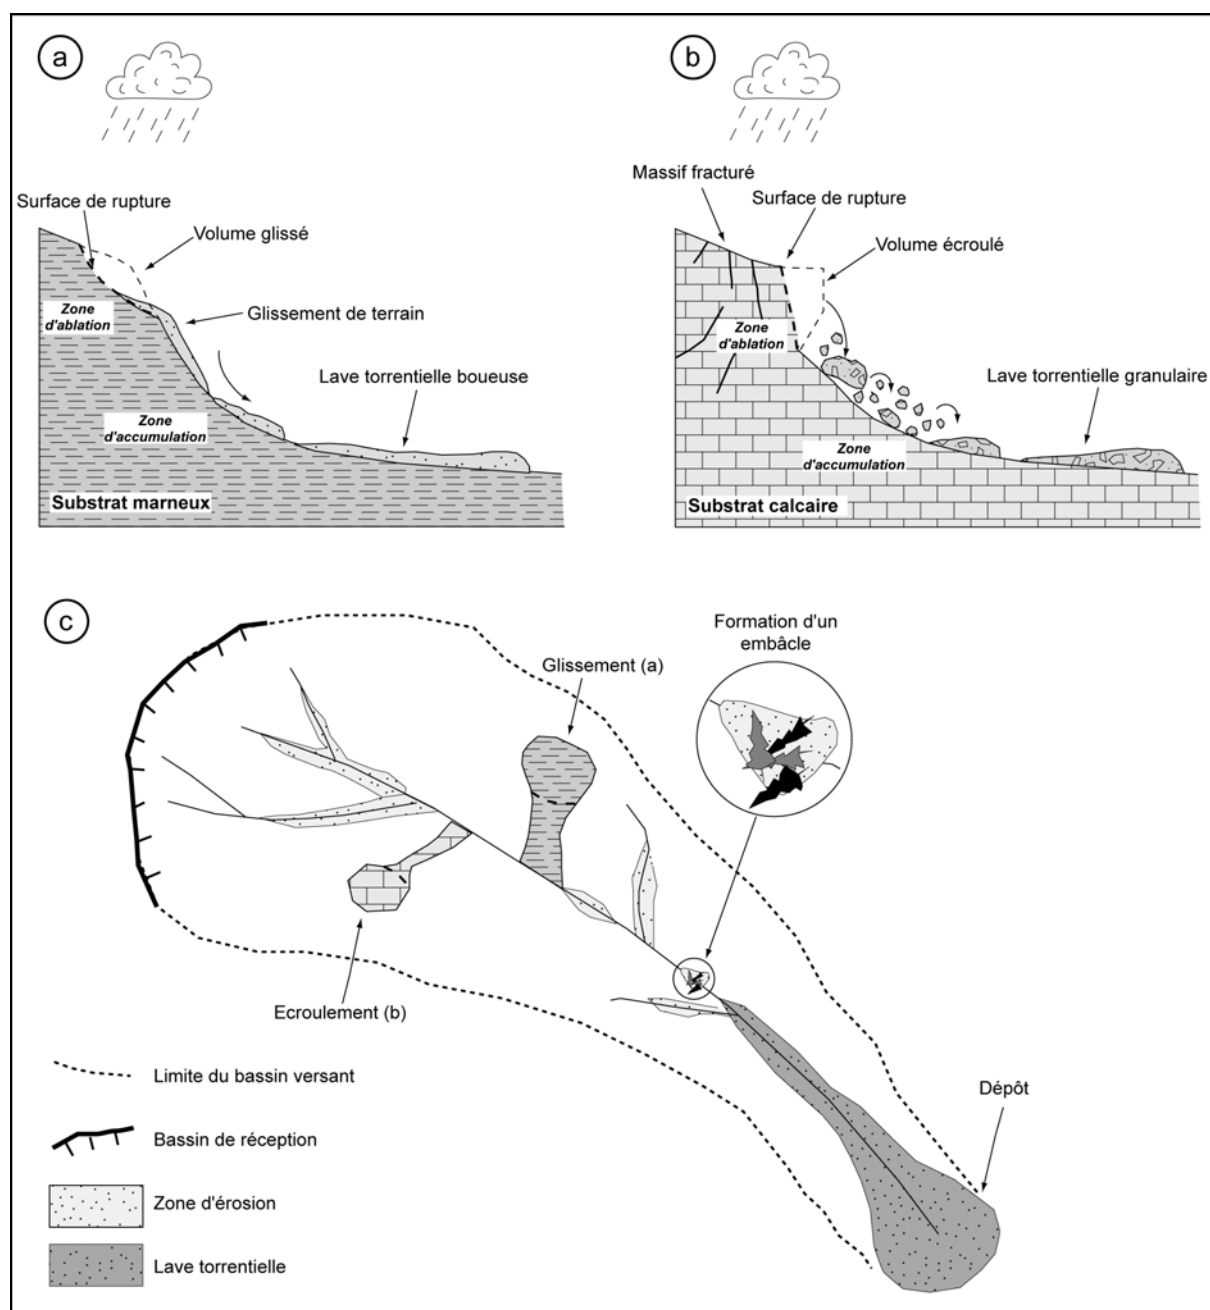 a
Surface de rupture
Volume glissé
Zone
d'ablation
Glissement de terrain
Lave torrentielle boueuse
Zone
d'accumulation
Substrat marneux
b
Massif fracturé
Surface de rupture
Volume écroulé
Zone
d'ablation
Lave torrentielle granulaire
Zone
d'accumulation
Substrat calcaire
c
Formation d'un
embâcle
Glissement (a)
Ecroulement (b)
Dépôt
Limite du bassin versant
Bassin de réception
Zone d'érosion
Lave torrentielle